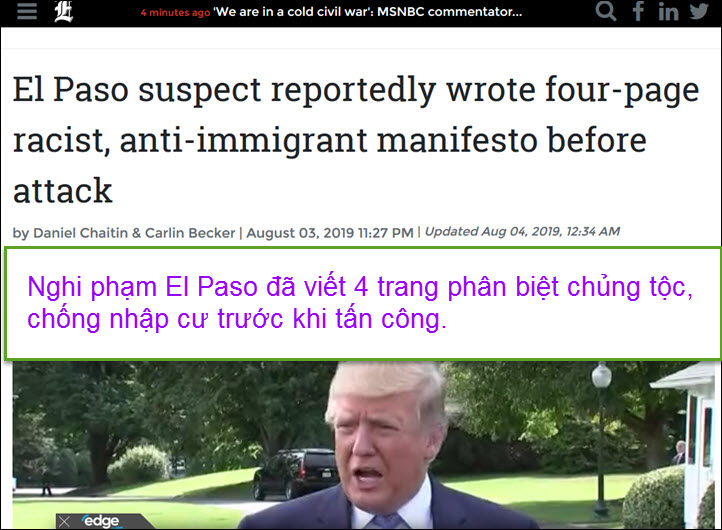 E
4 minutes ago 'We are in a cold civil war': MSNBC commentator...
El Paso suspect reportedly wrote four-page
racist, anti-immigrant manifesto before
attack
by Daniel Chaitin & Carlin Becker | August 03, 2019 11:27 PM | Updated Aug 04, 2019, 12:34 AM
Nghi phạm El Paso đã viết 4 trang phân biệt chủng tộc,
chống nhập cư trước khi tấn công.
edge